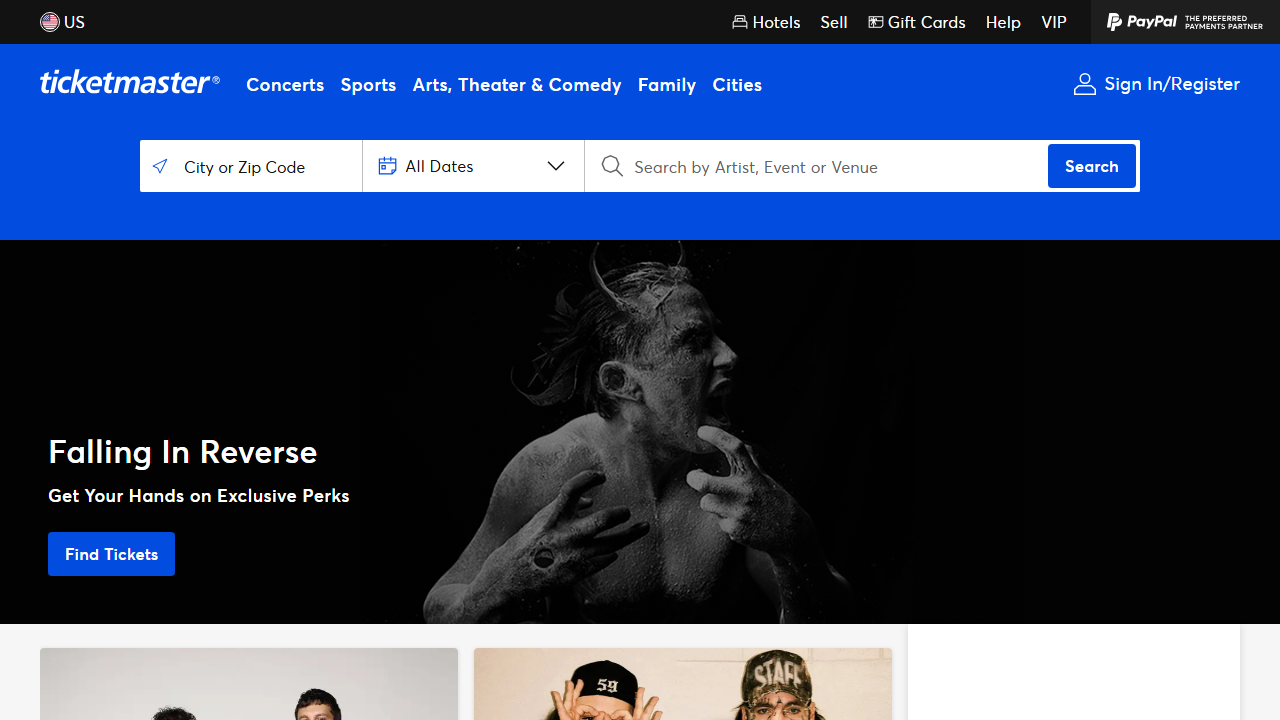 US
Hotels
Sell
Gift Cards
Help
VIP
PayPal
THE PREFERRED
PAYMENTS PARTNER
ticketmaster®
Concerts
Sports
Arts, Theater & Comedy
Family
Cities
Sign In/Register
City or Zip Code
All Dates
Search by Artist, Event or Venue
Search
Falling In Reverse
Get Your Hands on Exclusive Perks
Find Tickets
59
STAFF